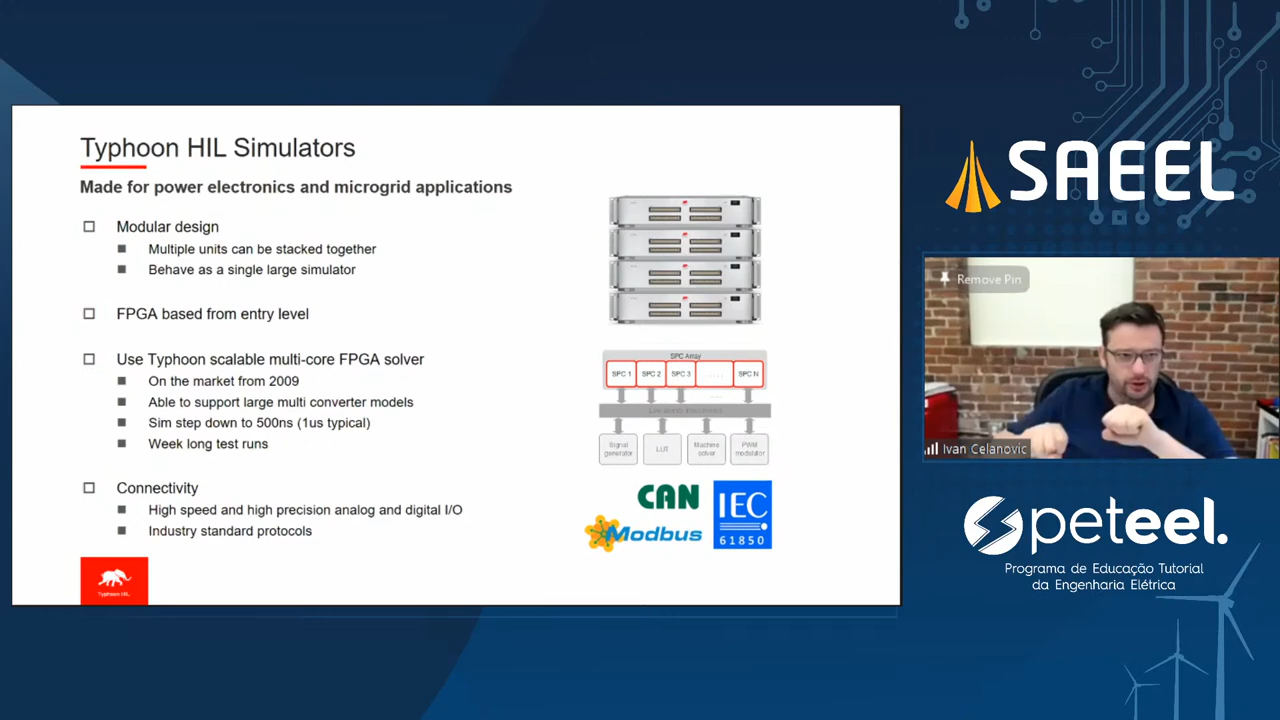 Typhoon HIL Simulators
Made for power electronics and microgrid applications
Modular design
Multiple units can be stacked together
Behave as a single large simulator
FPGA based from entry level
Use Typhoon scalable multi-core FPGA solver
On the market from 2009
Able to support large multi converter models
Sim step down to 500ns (1us typical)
Week long test runs
Connectivity
High speed and high precision analog and digital I/O
Industry standard protocols
Typhoon HIL
SPC Array
SPC 1 SPC 2 SPC 3 ..... SPC N
Signal generator
LUT
Machine solver
PWM modulator
CAN
Modbus
IEC
61850
SAEEL
Remove Pin
Ivan Celanovic
peteel.
Programa de Educação Tutorial
da Engenharia Elétrica